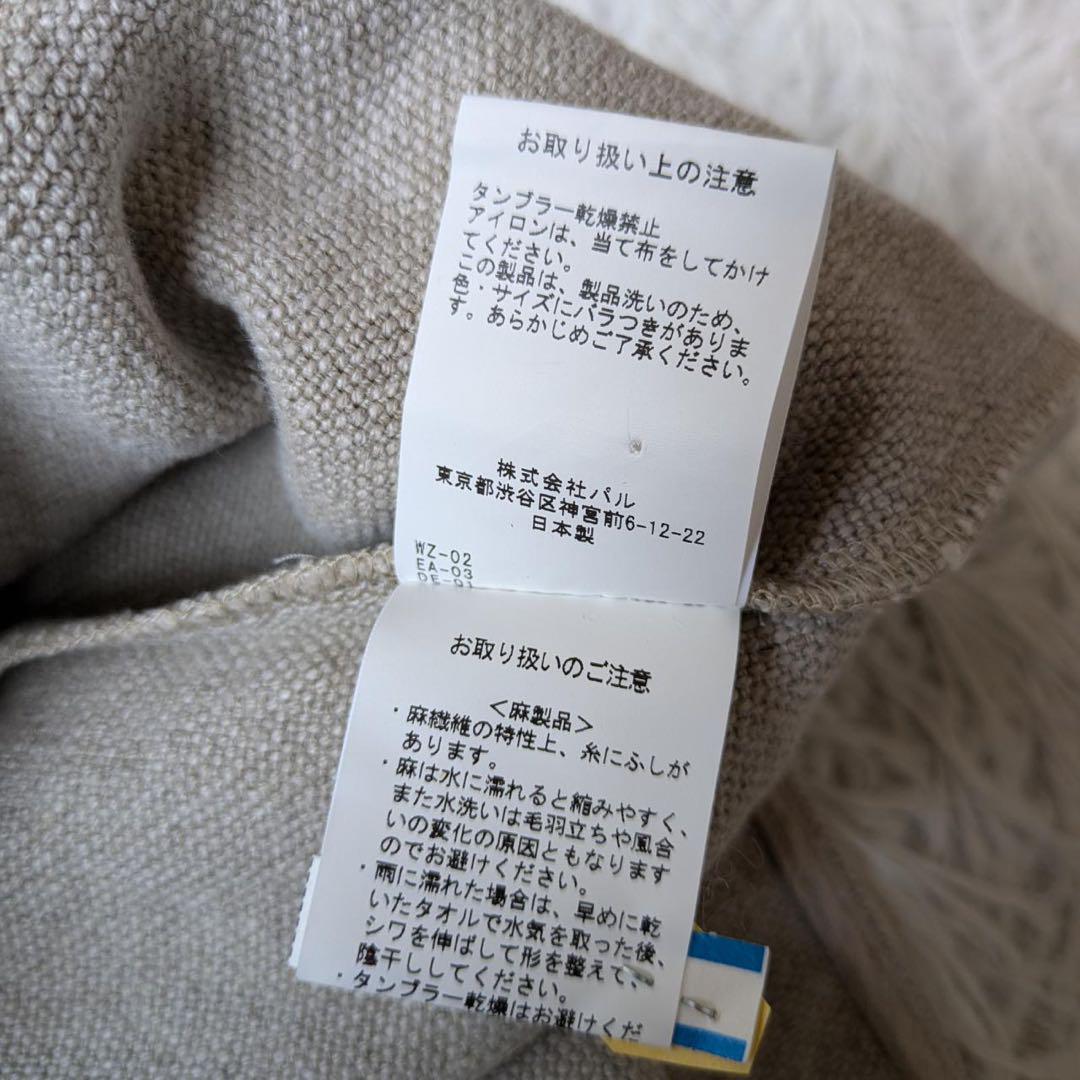 お取り扱い上の注意
タンブラー乾燥禁止
アイロンは、当て布をしてかけ
てください。
この製品は、製品洗いのため、
色・サイズにバラつきがありま
す。あらかじめご了承ください。
株式会社パル
東京都渋谷区神宮前6-12-22
日本製
WZ-02
EA-03
DE-01
お取り扱いのご注意
<麻製品>
・麻繊維の特性上、糸にふしが
あります。
・麻は水に濡れると縮みやすく、
また水洗いは毛羽立ちや風合
いの変化の原因ともなります
のでお避けください。
・雨に濡れた場合は、早めに乾
いたタオルで水気を取った後、
シワを伸ばして形を整えて、
陰干ししてください。
・タンブラー乾燥はお避けくだ